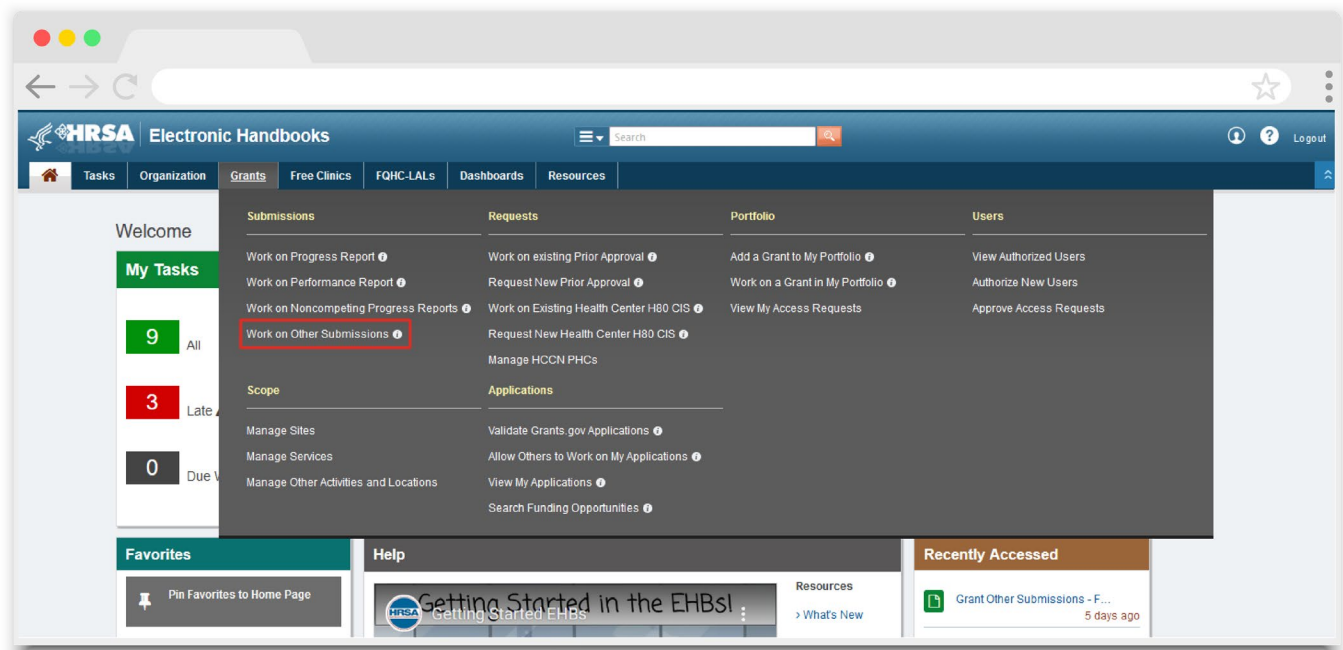 HRSA Electronic Handbooks
Search
Logout
Tasks Organization Grants Free Clinics FQHC-LALs Dashboards Resources
Welcome
My Tasks
9 All
3 Late
0 Due
Submissions
Work on Progress Report
Work on Performance Report
Work on Noncompeting Progress Reports
Work on Other Submissions
Requests
Work on existing Prior Approval
Request New Prior Approval
Work on Existing Health Center H80 CIS
Request New Health Center H80 CIS
Manage HCCN PHCs
Portfolio
Add a Grant to My Portfolio
Work on a Grant in My Portfolio
View My Access Requests
Users
View Authorized Users
Authorize New Users
Approve Access Requests
Scope
Manage Sites
Manage Services
Manage Other Activities and Locations
Applications
Validate Grants.gov Applications
Allow Others to Work on My Applications
View My Applications
Search Funding Opportunities
Favorites
Pin Favorites to Home Page
Help
Getting Started in the EHBs!
HRSA Getting Started EHBs
Resources
> What's New
Recently Accessed
Grant Other Submissions - F...
5 days ago